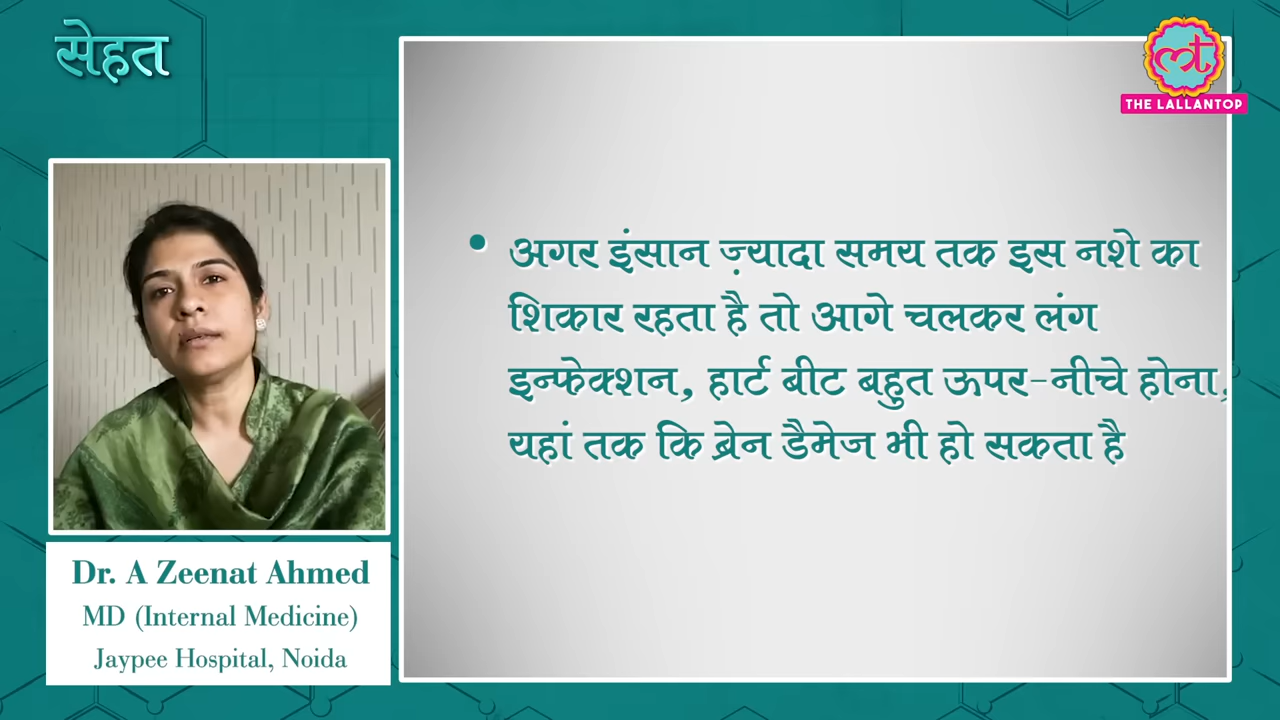 सेहत
THE LALLANTOP
• अगर इंसान ज़्यादा समय तक इस नशे का
शिकार रहता है तो आगे चलकर लंग
इन्फेक्शन, हार्ट बीट बहुत ऊपर-नीचे होना,
यहां तक कि ब्रेन डैमेज भी हो सकता है
Dr. A Zeenat Ahmed
MD (Internal Medicine)
Jaypee Hospital, Noida